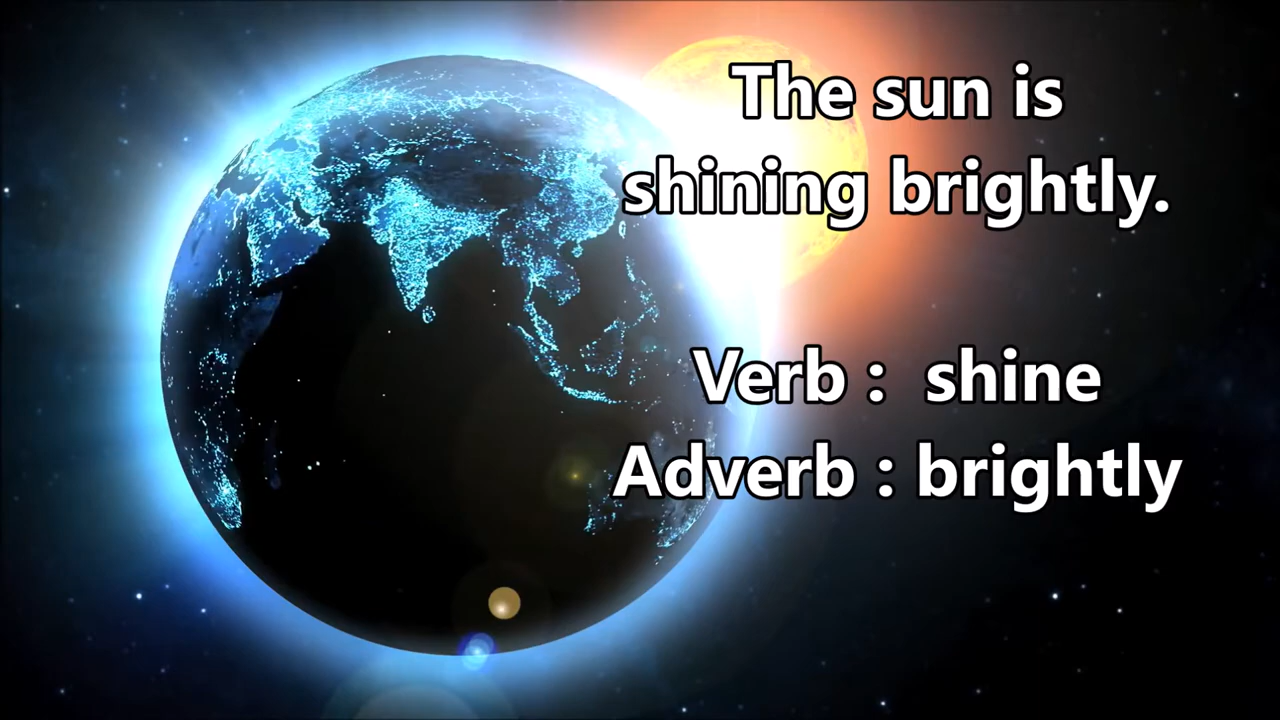 The sun is
shining brightly.
Verb :  shine
Adverb : brightly